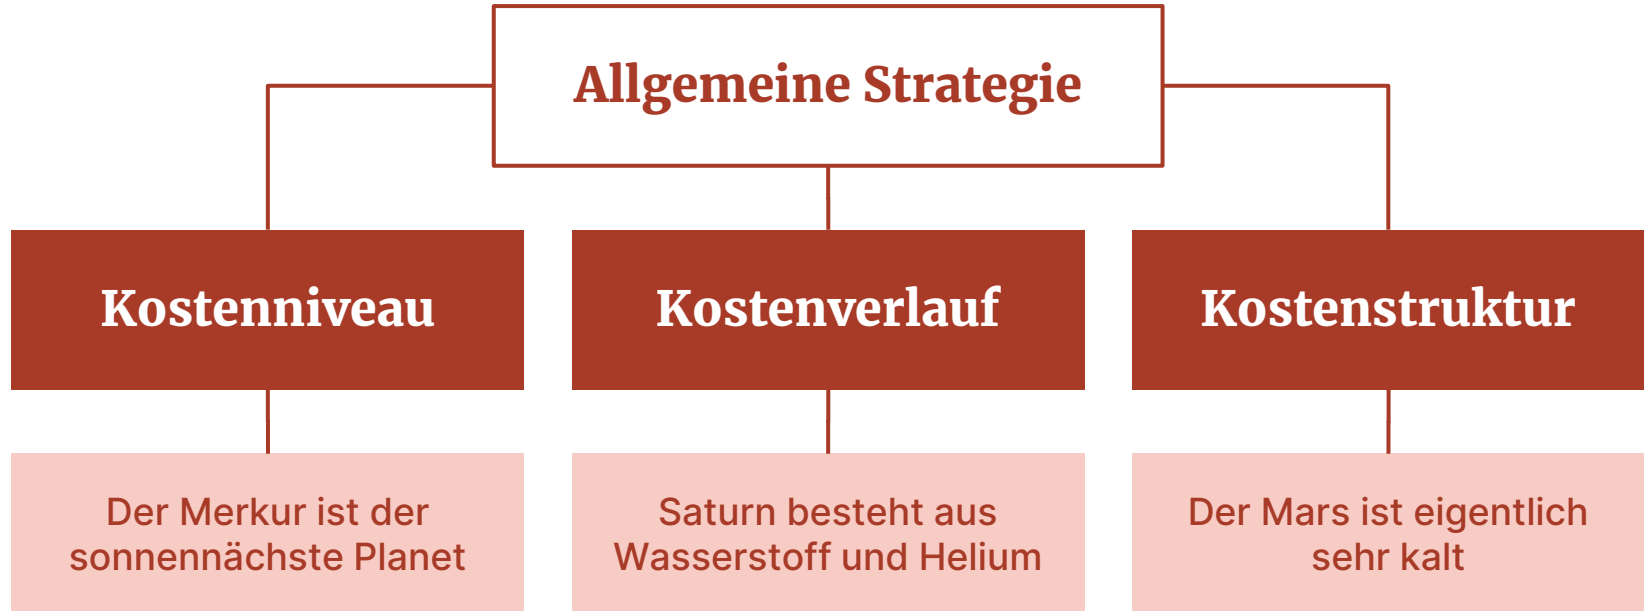 Allgemeine Strategie
Kostenniveau
Kostenverlauf
Kostenstruktur
Der Merkur ist der
sonnennächste Planet
Saturn besteht aus
Wasserstoff und Helium
Der Mars ist eigentlich
sehr kalt